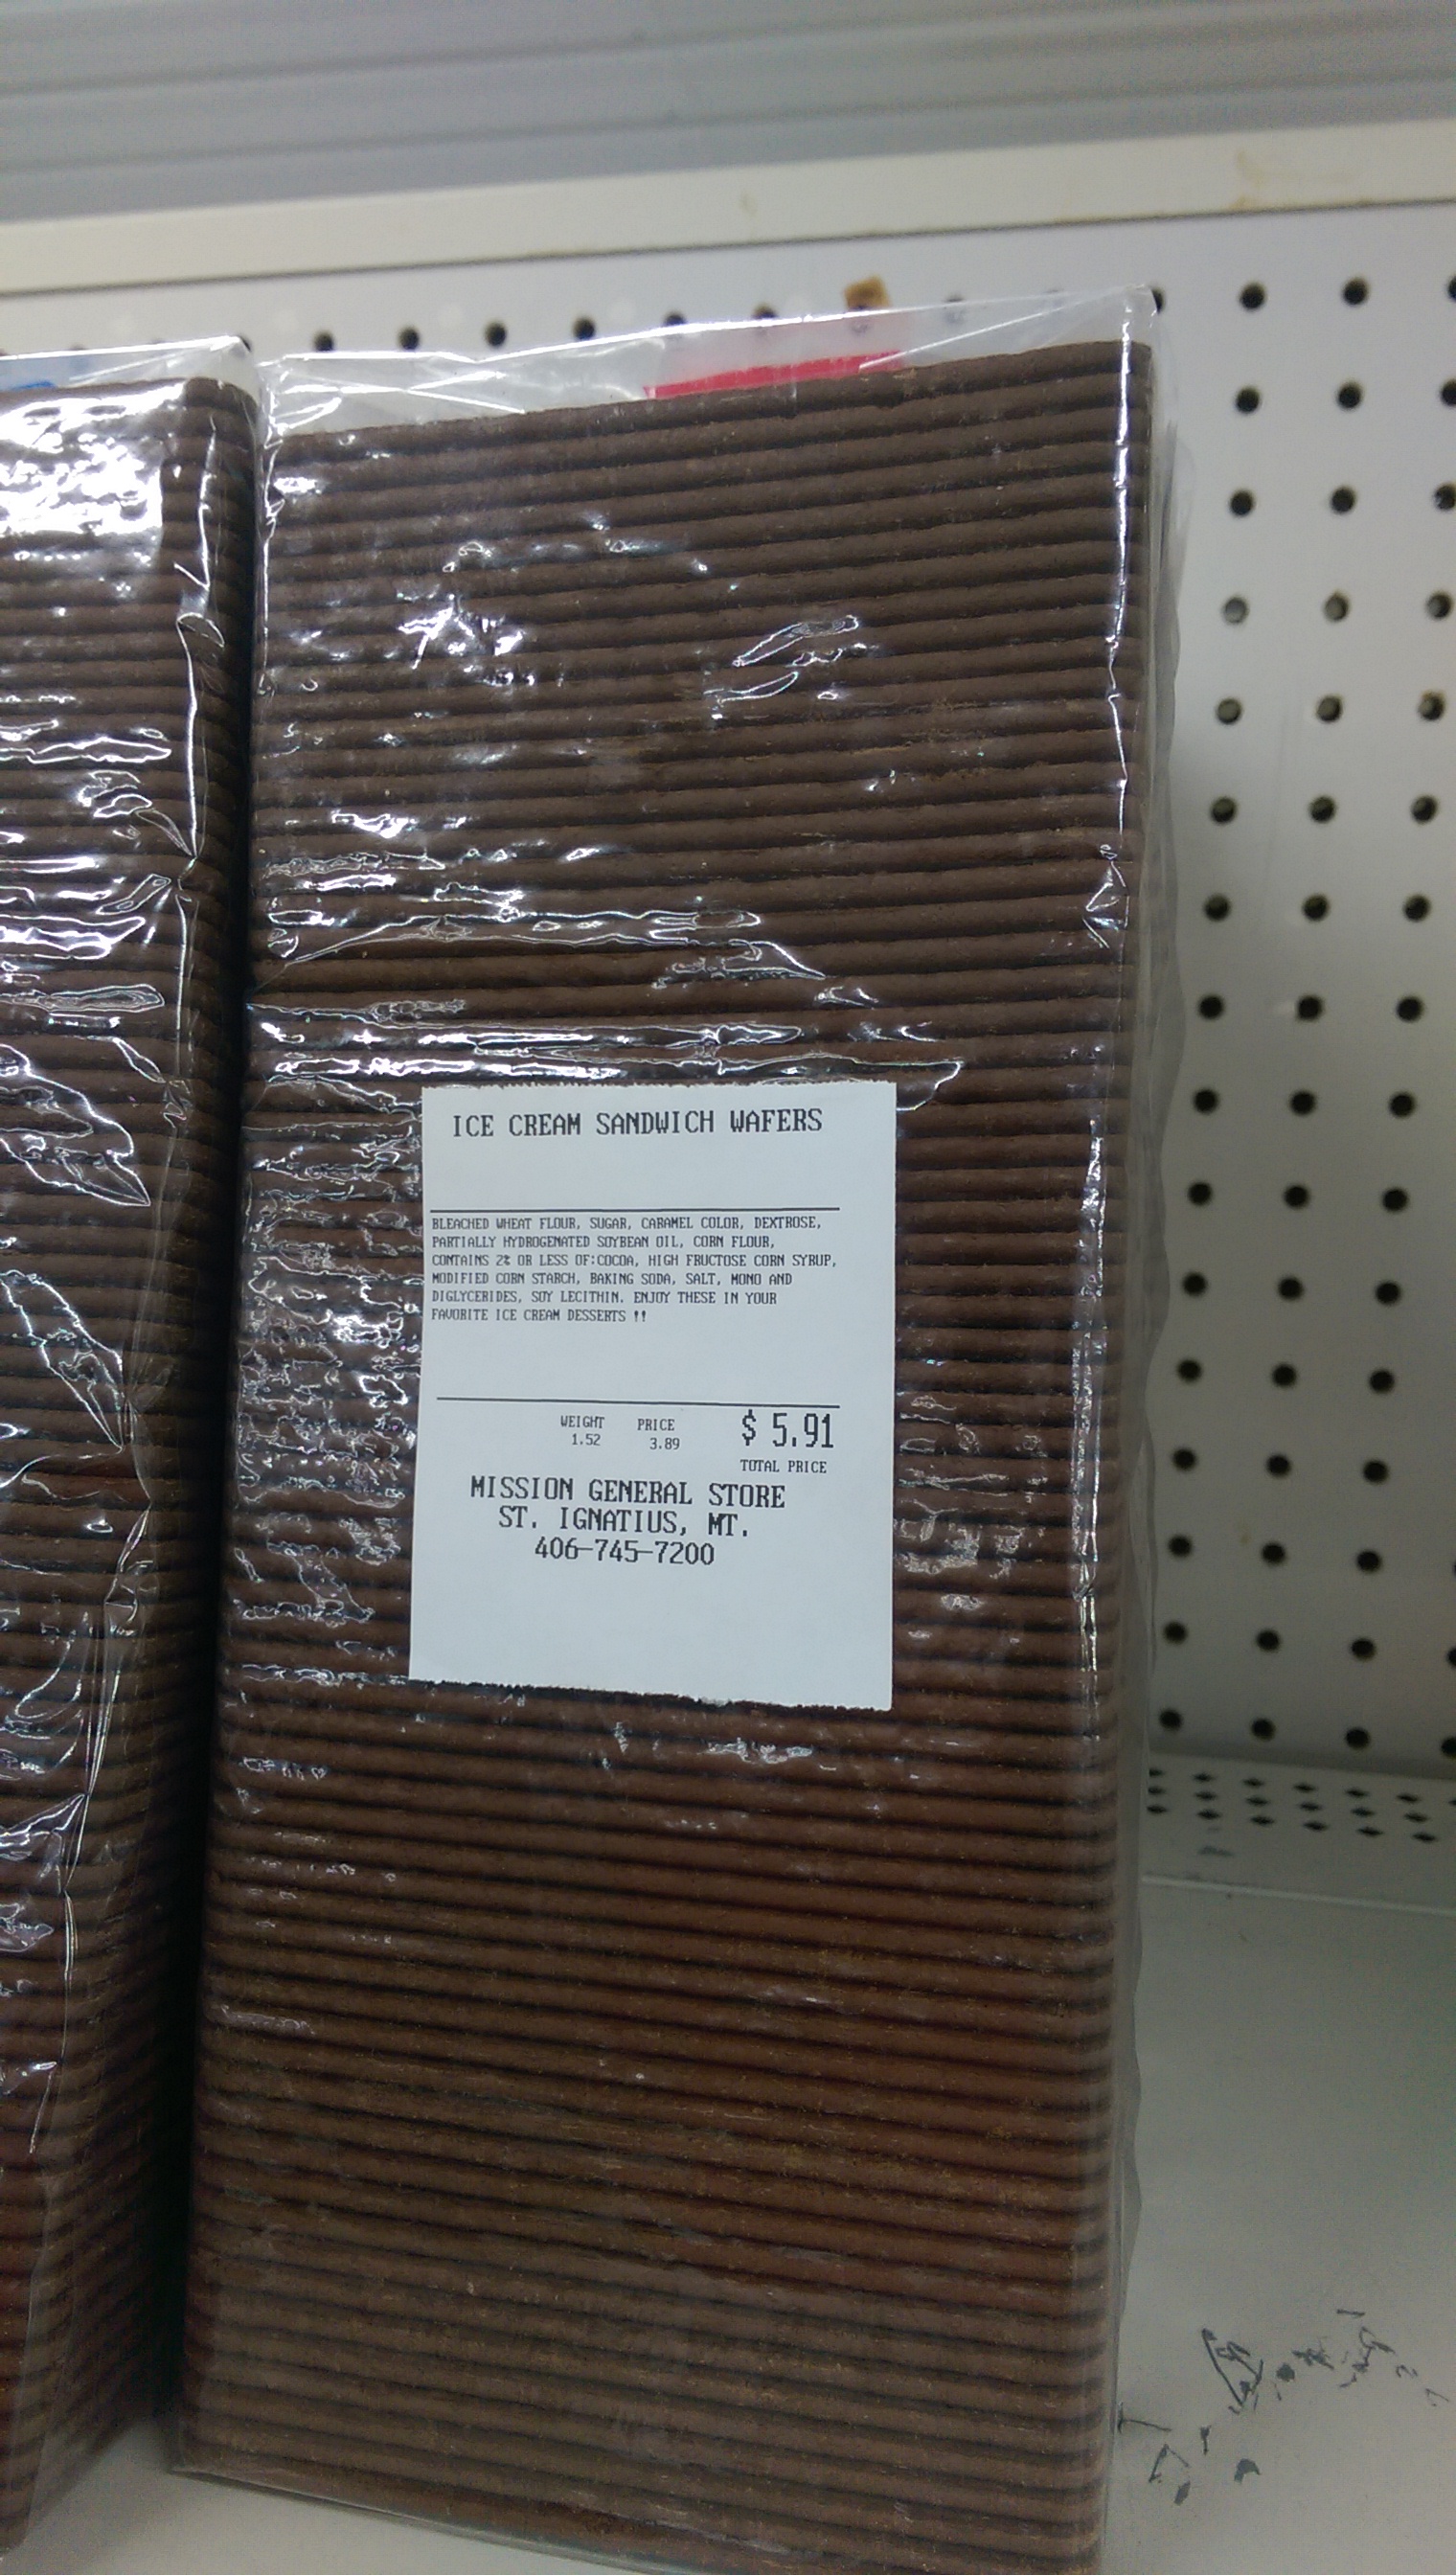 ICE CREAM SANDWICH WAFERS
BLEACHED WHEAT FLOUR, SUGAR, CARAMEL COLOR, DEXTROSE,
PARTIALLY HYDROGENATED SOYBEAN OIL, CORN FLOUR,
CONTAINS 2% OR LESS OF:COCOA, HIGH FRUCTOSE CORN SYRUP,
MODIFIED CORN STARCH, BAKING SODA, SALT, MONO AND
DIGLYCERIDES, SOY LECITHIN. ENJOY THESE IN YOUR
FAVORITE ICE CREAM DESSERTS !!
WEIGHT PRICE $ 5.91
1.52 3.89
TOTAL PRICE
MISSION GENERAL STORE
ST. IGNATIUS, MT.
406-745-7200